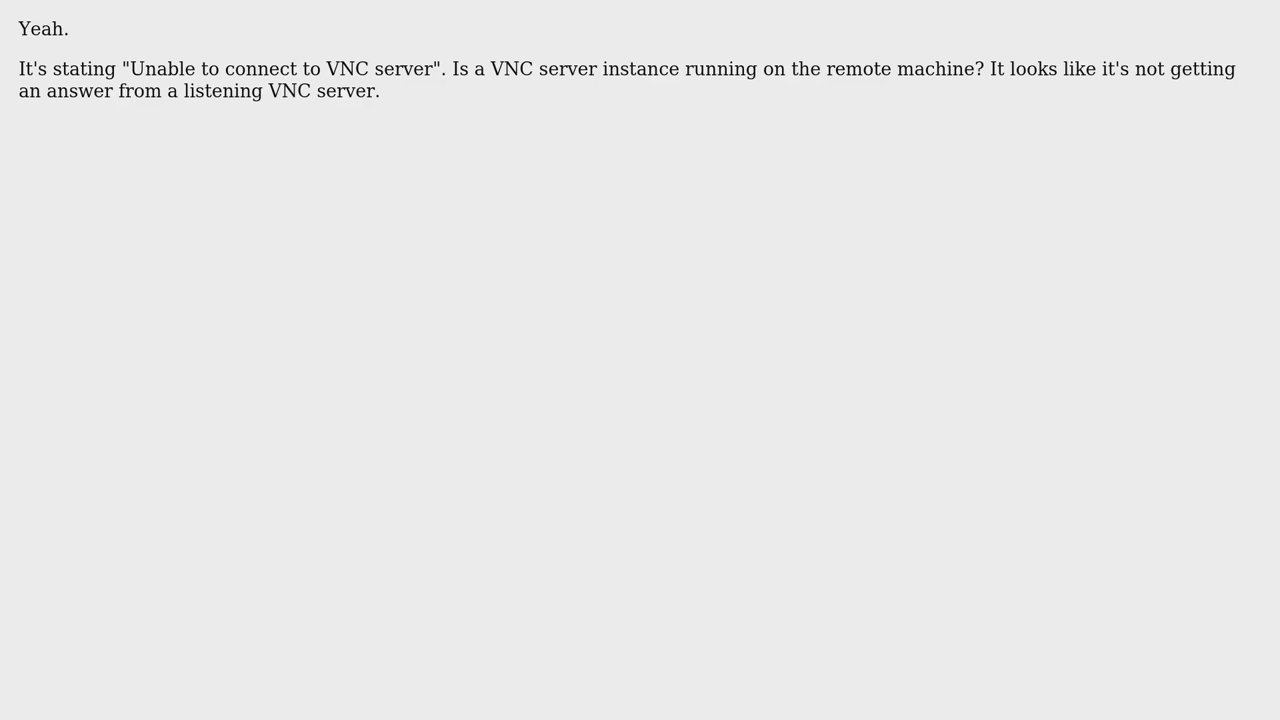 Yeah.
It's stating "Unable to connect to VNC server". Is a VNC server instance running on the remote machine? It looks like it's not getting
an answer from a listening VNC server.